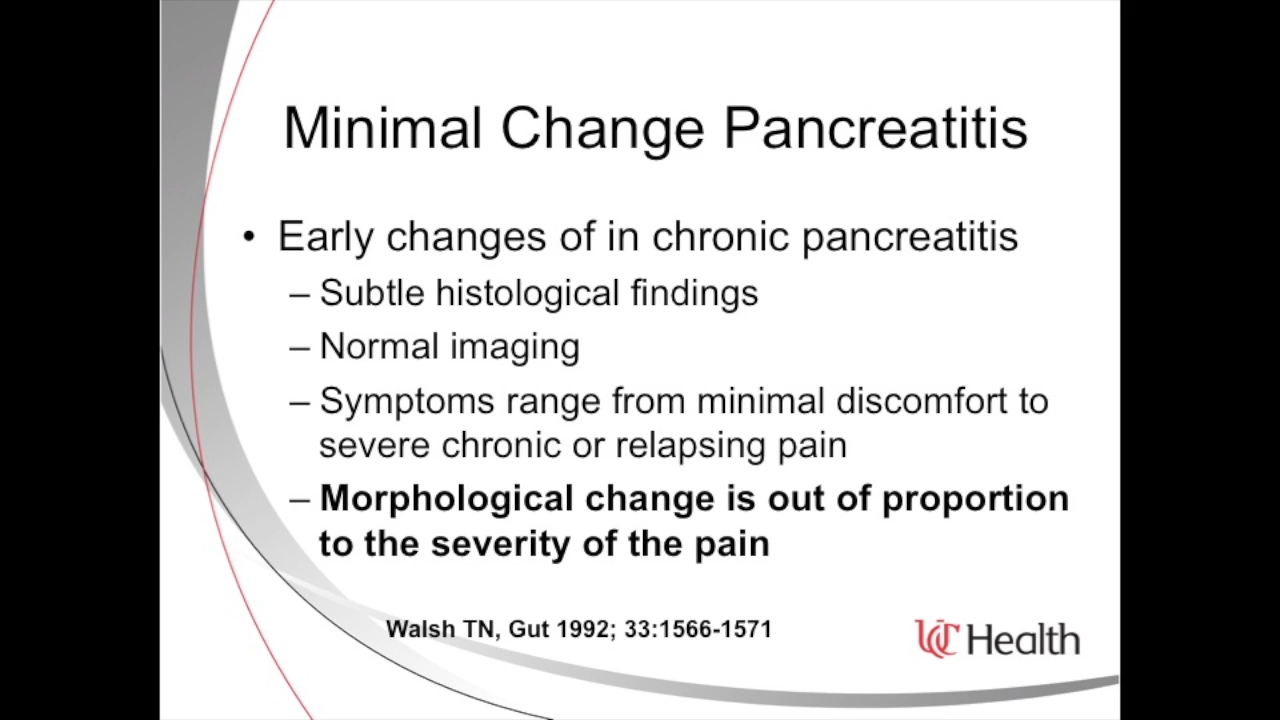 Minimal Change Pancreatitis
• Early changes of in chronic pancreatitis
– Subtle histological findings
– Normal imaging
– Symptoms range from minimal discomfort to
severe chronic or relapsing pain
– Morphological change is out of proportion
to the severity of the pain
Walsh TN, Gut 1992; 33:1566-1571
UC Health